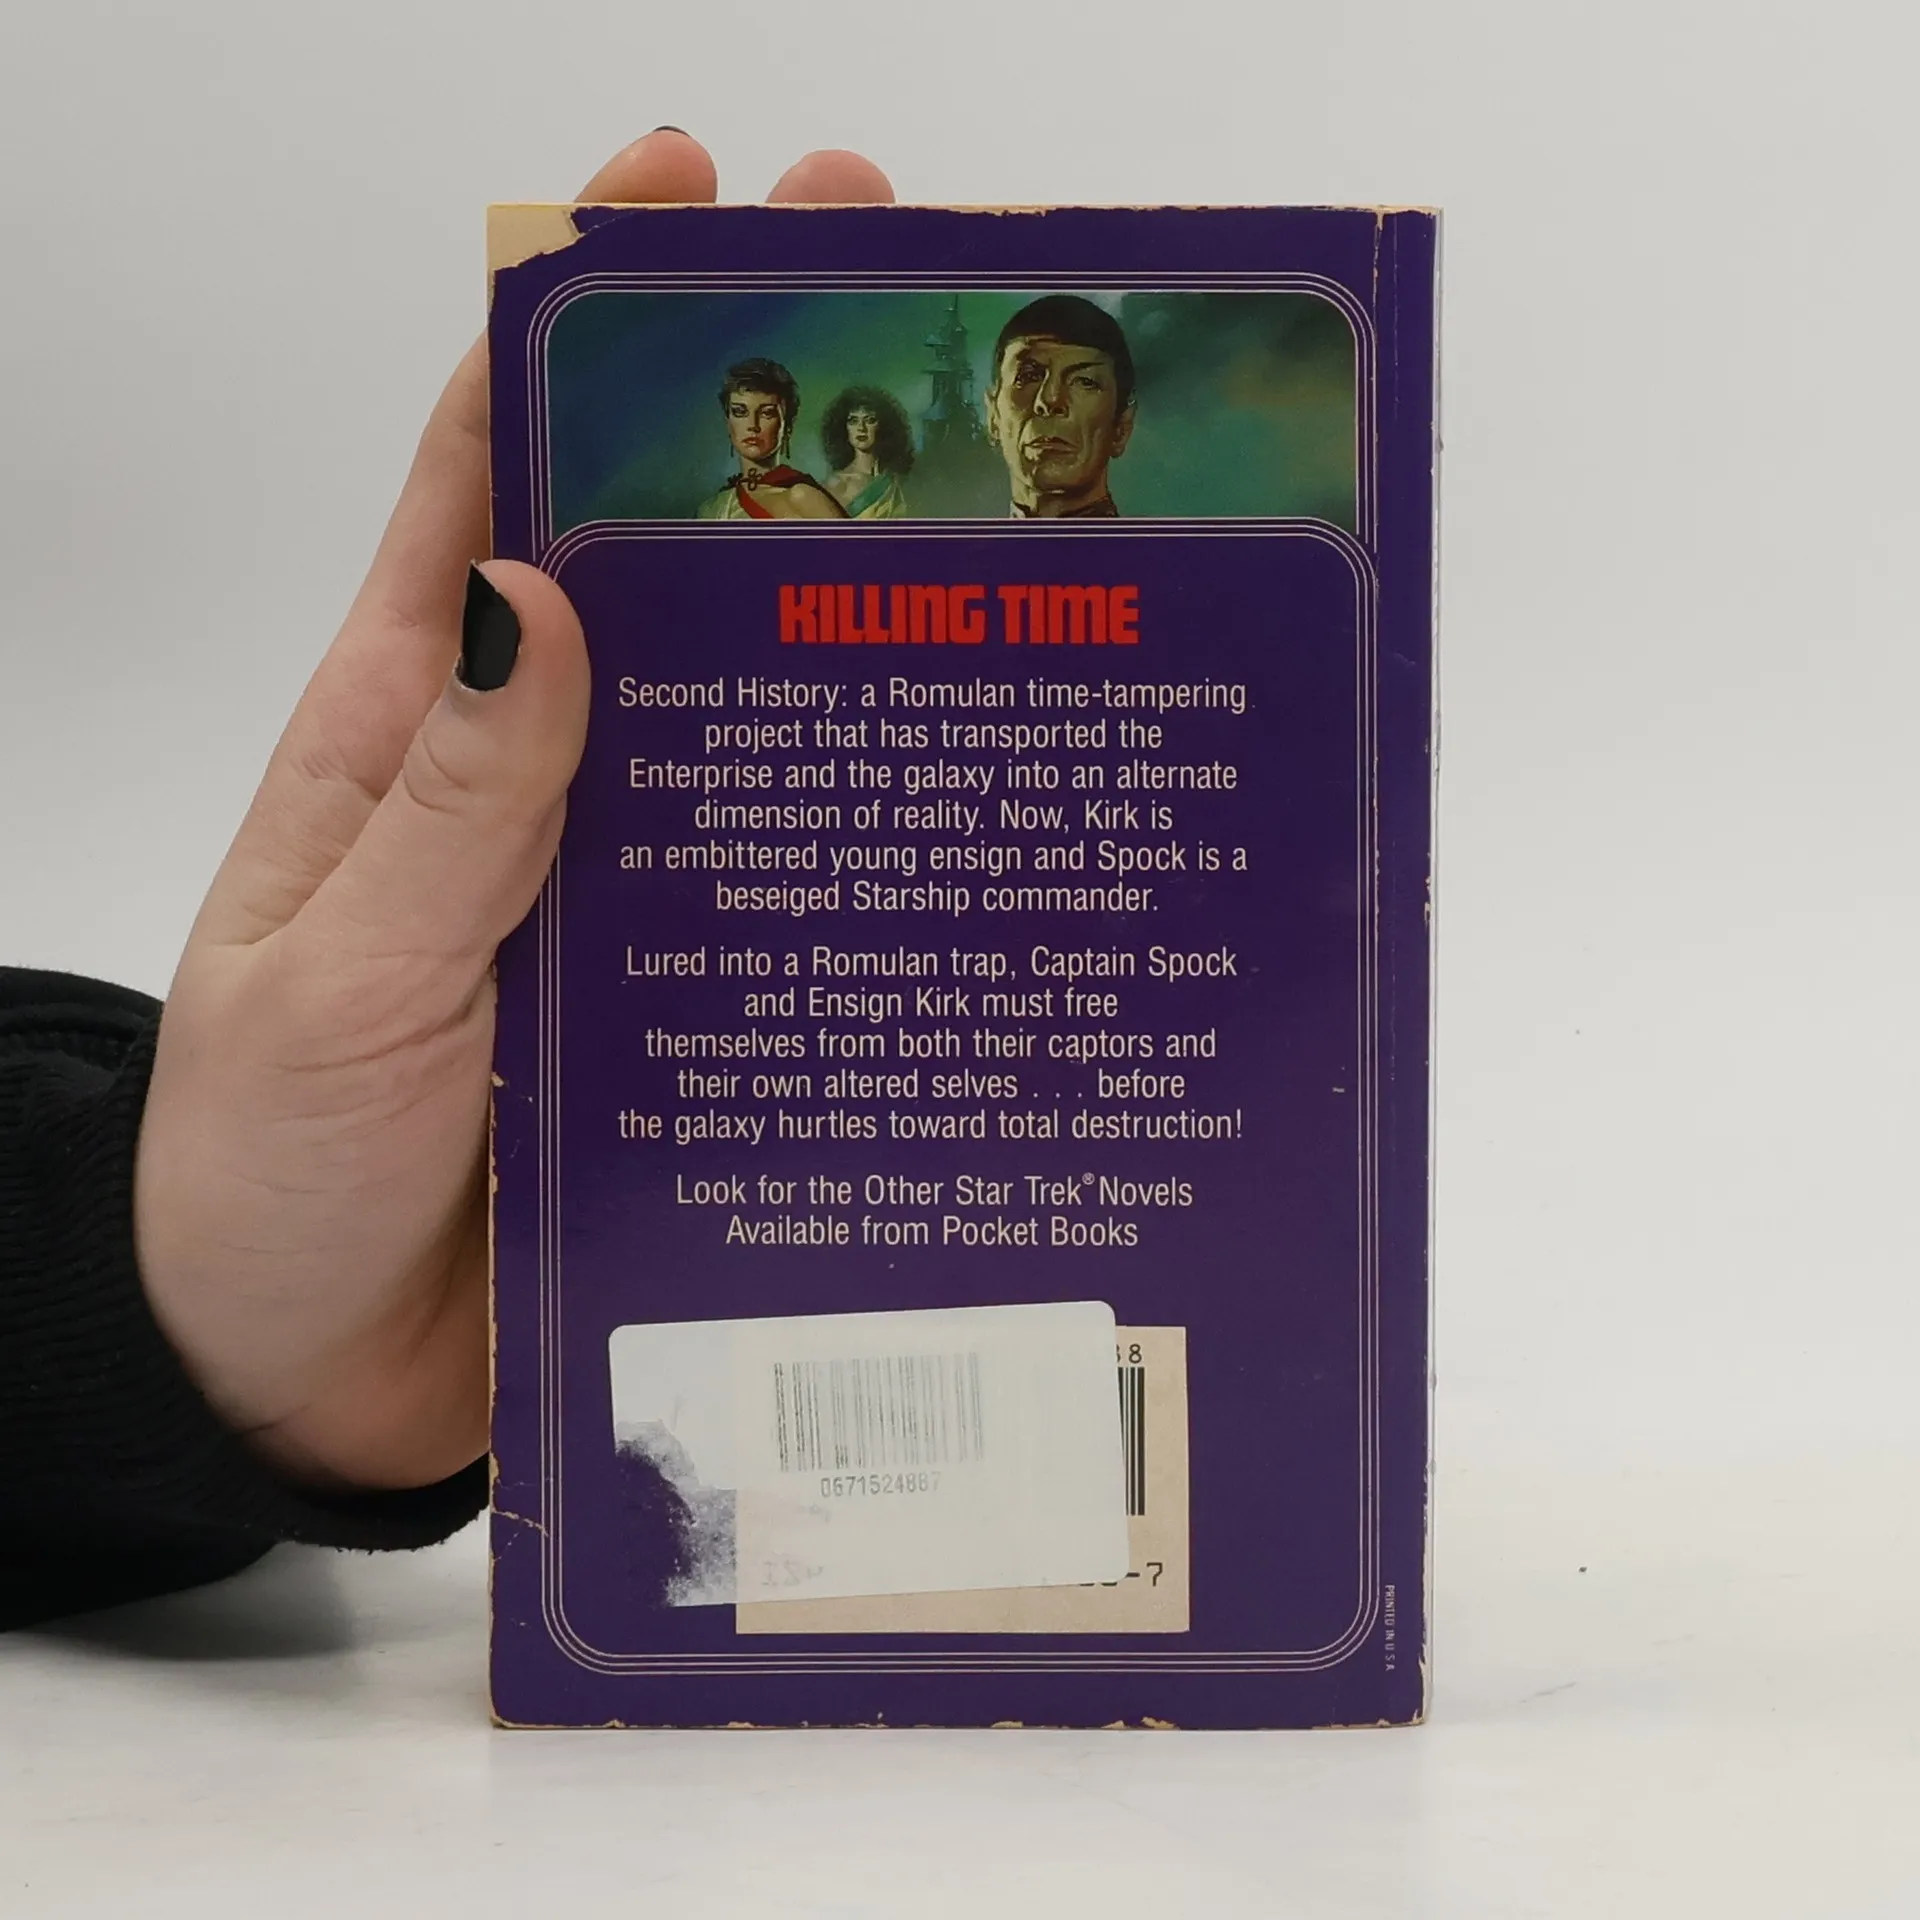 KILLING TIME
Second History: a Romulan time-tampering
project that has transported the
Enterprise and the galaxy into an alternate
dimension of reality. Now, Kirk is
an embittered young ensign and Spock is a
beseiged Starship commander.
Lured into a Romulan trap, Captain Spock
and Ensign Kirk must free
themselves from both their captors and
their own altered selves . . . before
the galaxy hurtles toward total destruction!
Look for the Other Star Trek® Novels
Available from Pocket Books
8
0671524887
-7
PRINTED IN U S A